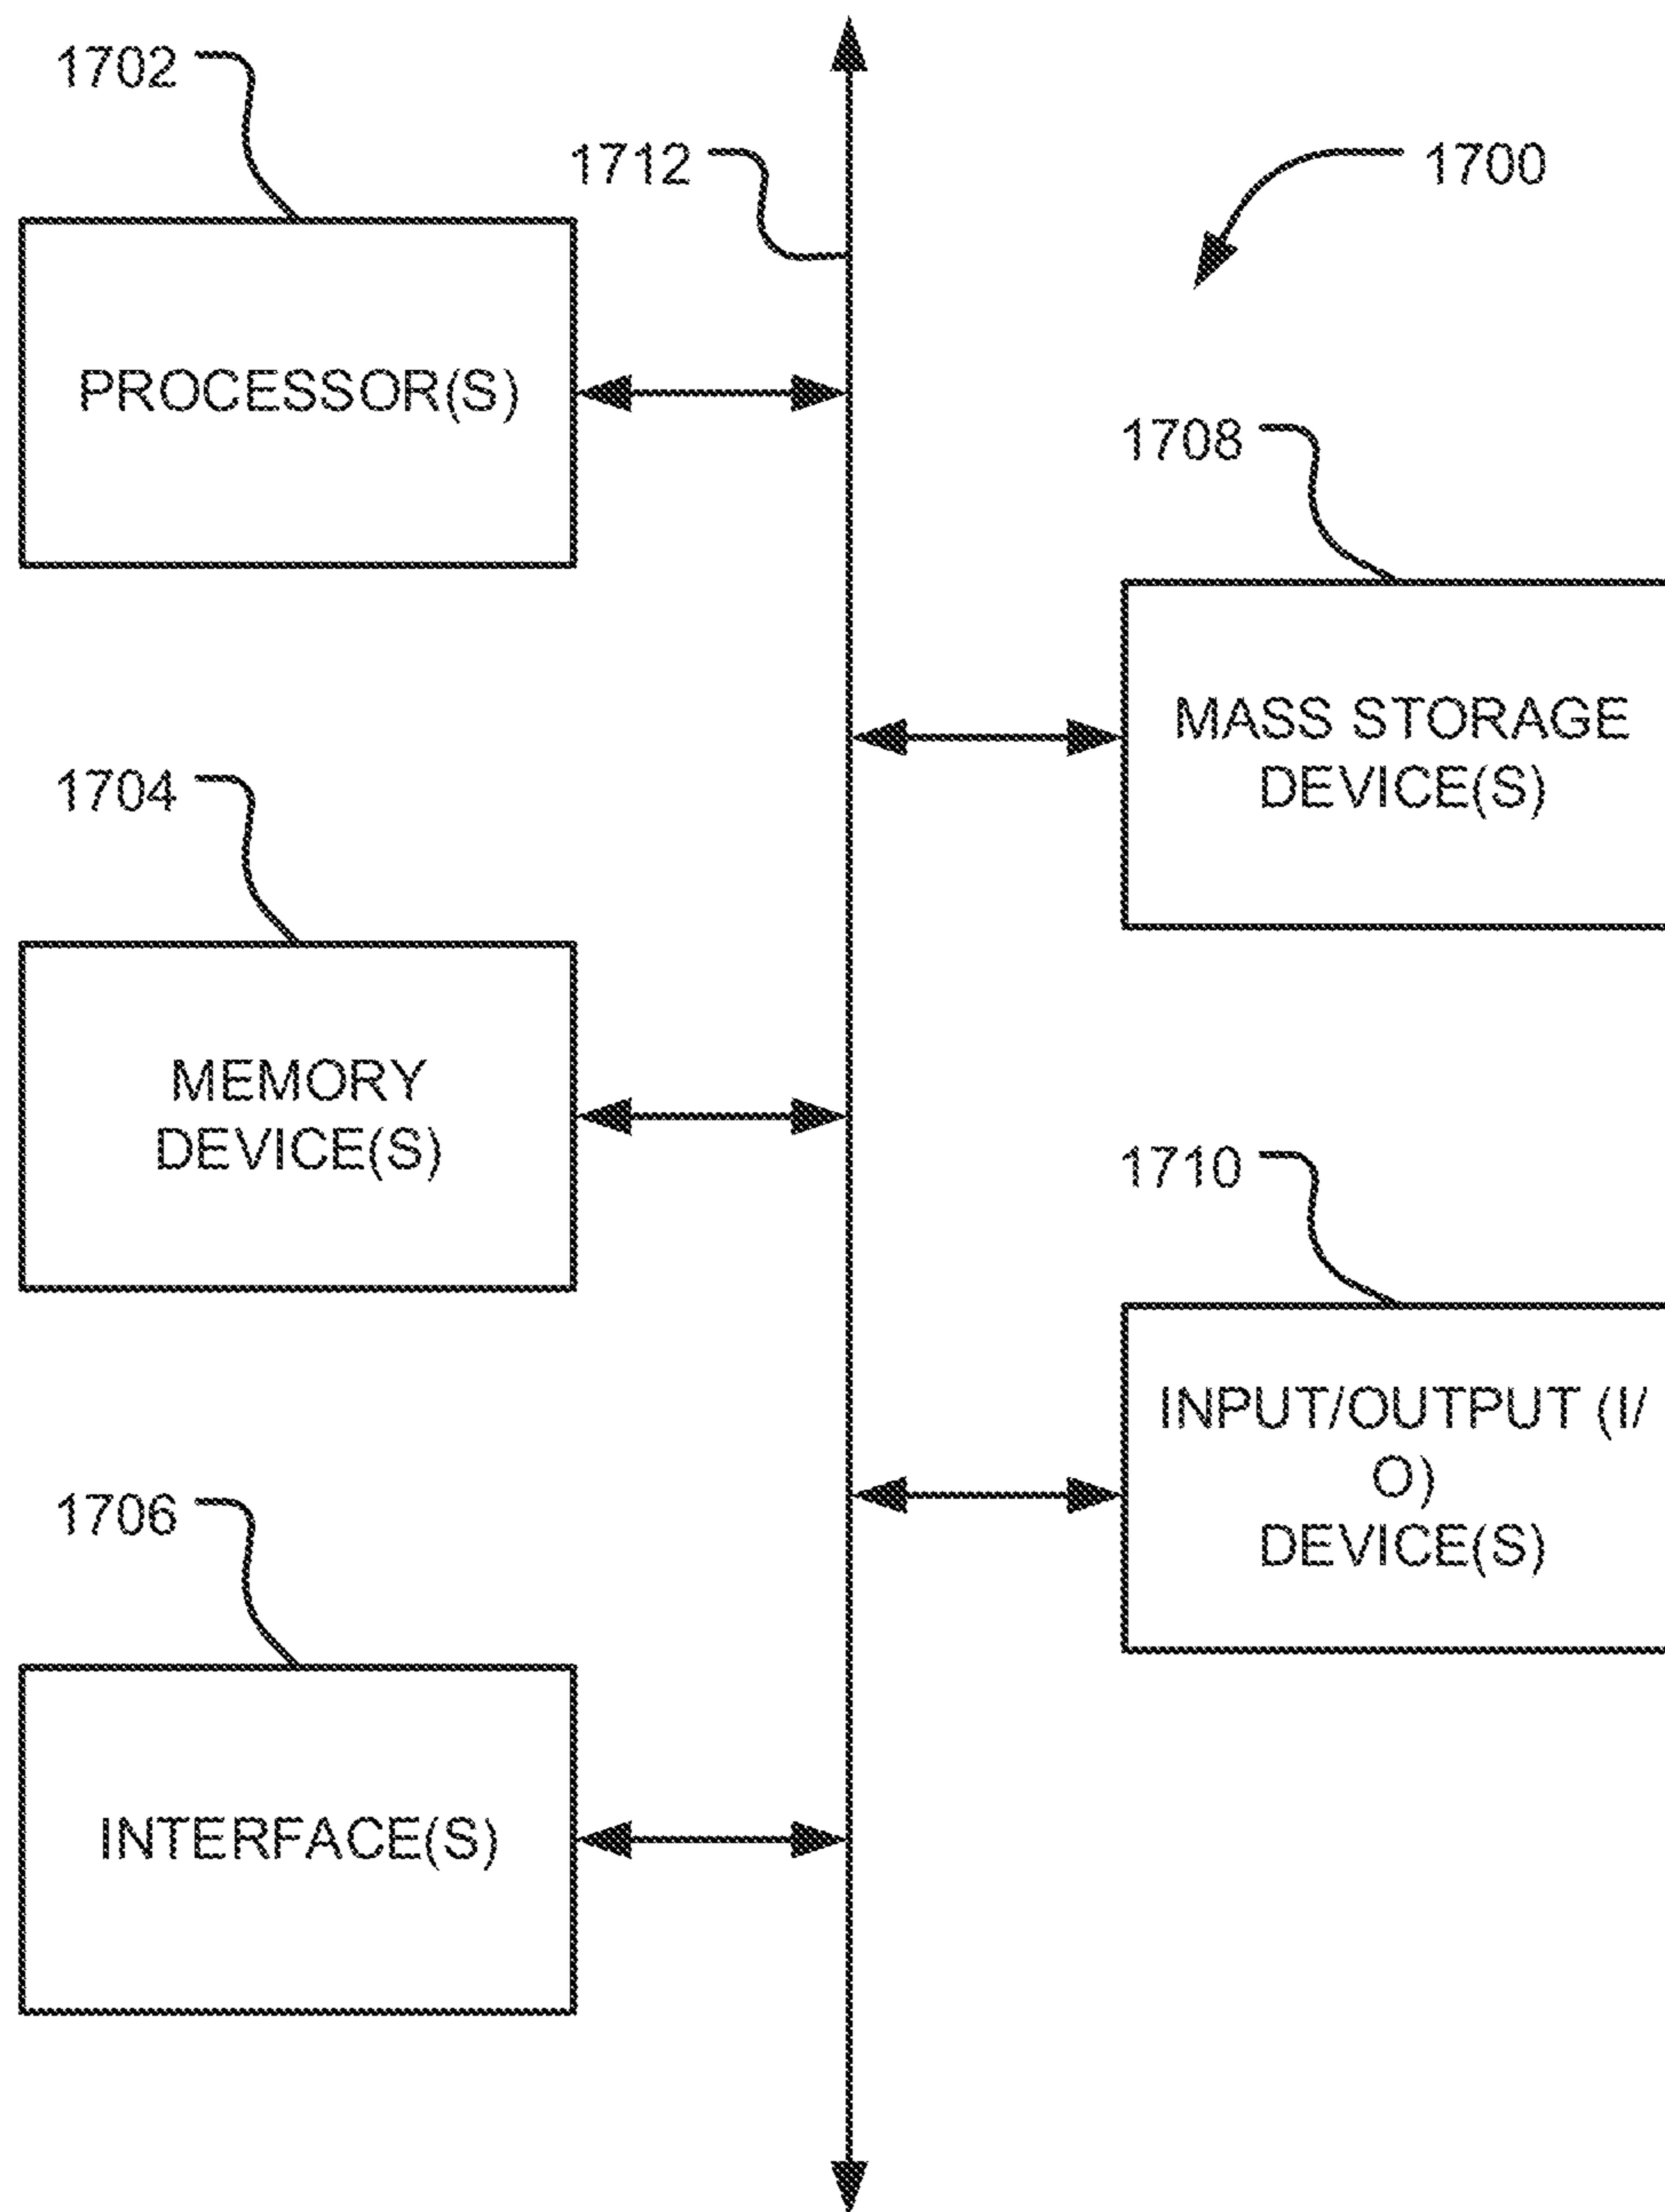 1702
1712
1700
PROCESSOR(S)
1708
MASS STORAGE
DEVICE(S)
1704
MEMORY
DEVICE(S)
1710
INPUT/OUTPUT (I/
O)
DEVICE(S)
1706
INTERFACE(S)